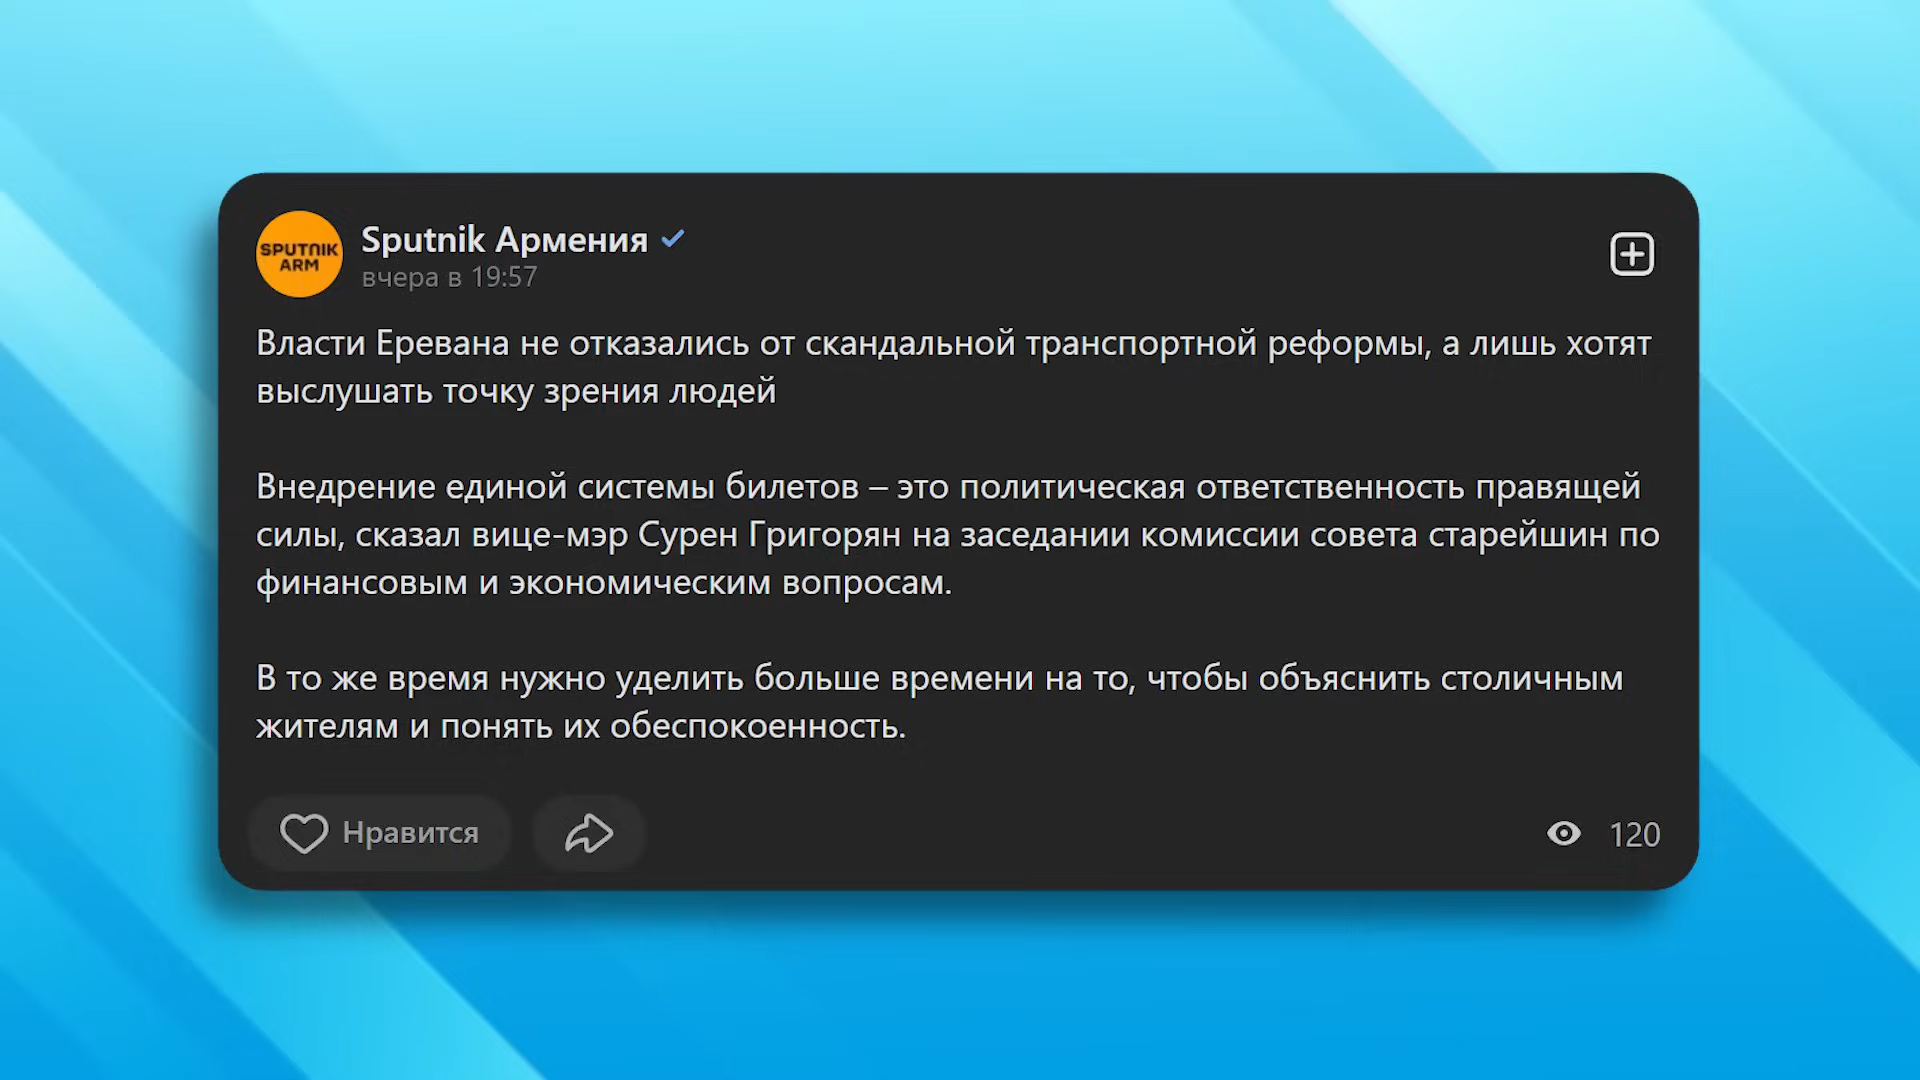 SPUTNIK
ARM
Sputnik Армения
вчера в 19:57
Власти Еревана не отказались от скандальной транспортной реформы, а лишь хотят
выслушать точку зрения людей
Внедрение единой системы билетов – это политическая ответственность правящей
силы, сказал вице-мэр Сурен Григорян на заседании комиссии совета старейшин по
финансовым и экономическим вопросам.
В то же время нужно уделить больше времени на то, чтобы объяснить столичным
жителям и понять их обеспокоенность.
Нравится
120